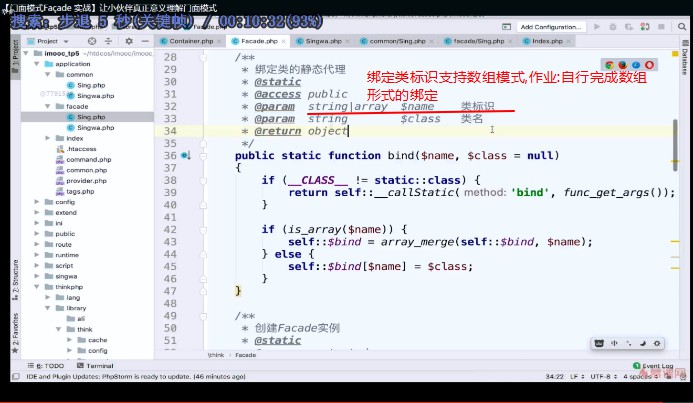 【幻面模式Facade 实战】让小伙伴真正意义理解门面模式
搜索: 步退 5 秒(关键帧) / 00:10:32(93%)
Add Configuration...
Project
Container.php
Facade.php
Singwa.php
common/Sing.php
facade/Sing.php
Index.php
imooc_tp5
application
common
Sing.php
Singwa.php
facade
Sing.php
Singwa.php
index
.htaccess
command.php
common.php
provider.php
tags.php
config
extend
ini
public
route
runtime
script
singwa
thinkphp
lang
library
ali
think
cache
config
28 /**
29 * 绑定类的静态代理
30 * @static
31 * @access public
32 * @param string|array $name 类标识
33 * @param string $class 类名
34 * @return object
35 */
36 public static function bind($name, $class = null)
37 {
38 if (__CLASS__ != static::class) {
39 return self::__callStatic( method: 'bind', func_get_args());
40 }
41
42 if (is_array($name)) {
43 self::$bind = array_merge(self::$bind, $name);
44 } else {
45 self::$bind[$name] = $class;
46 }
47 }
48
49 /**
50 * 创建Facade实例
51 * @static
绑定类标识支持数组模式,作业:自行完成数组
形式的绑定
1: Project
2: Structure
2: Favorites
Database
\think › Facade
6: TODO
Terminal
Event Log
IDE and Plugin Updates: PhpStorm is ready to update. (46 minutes ago)
34:22 LF UTF-8 4 spaces